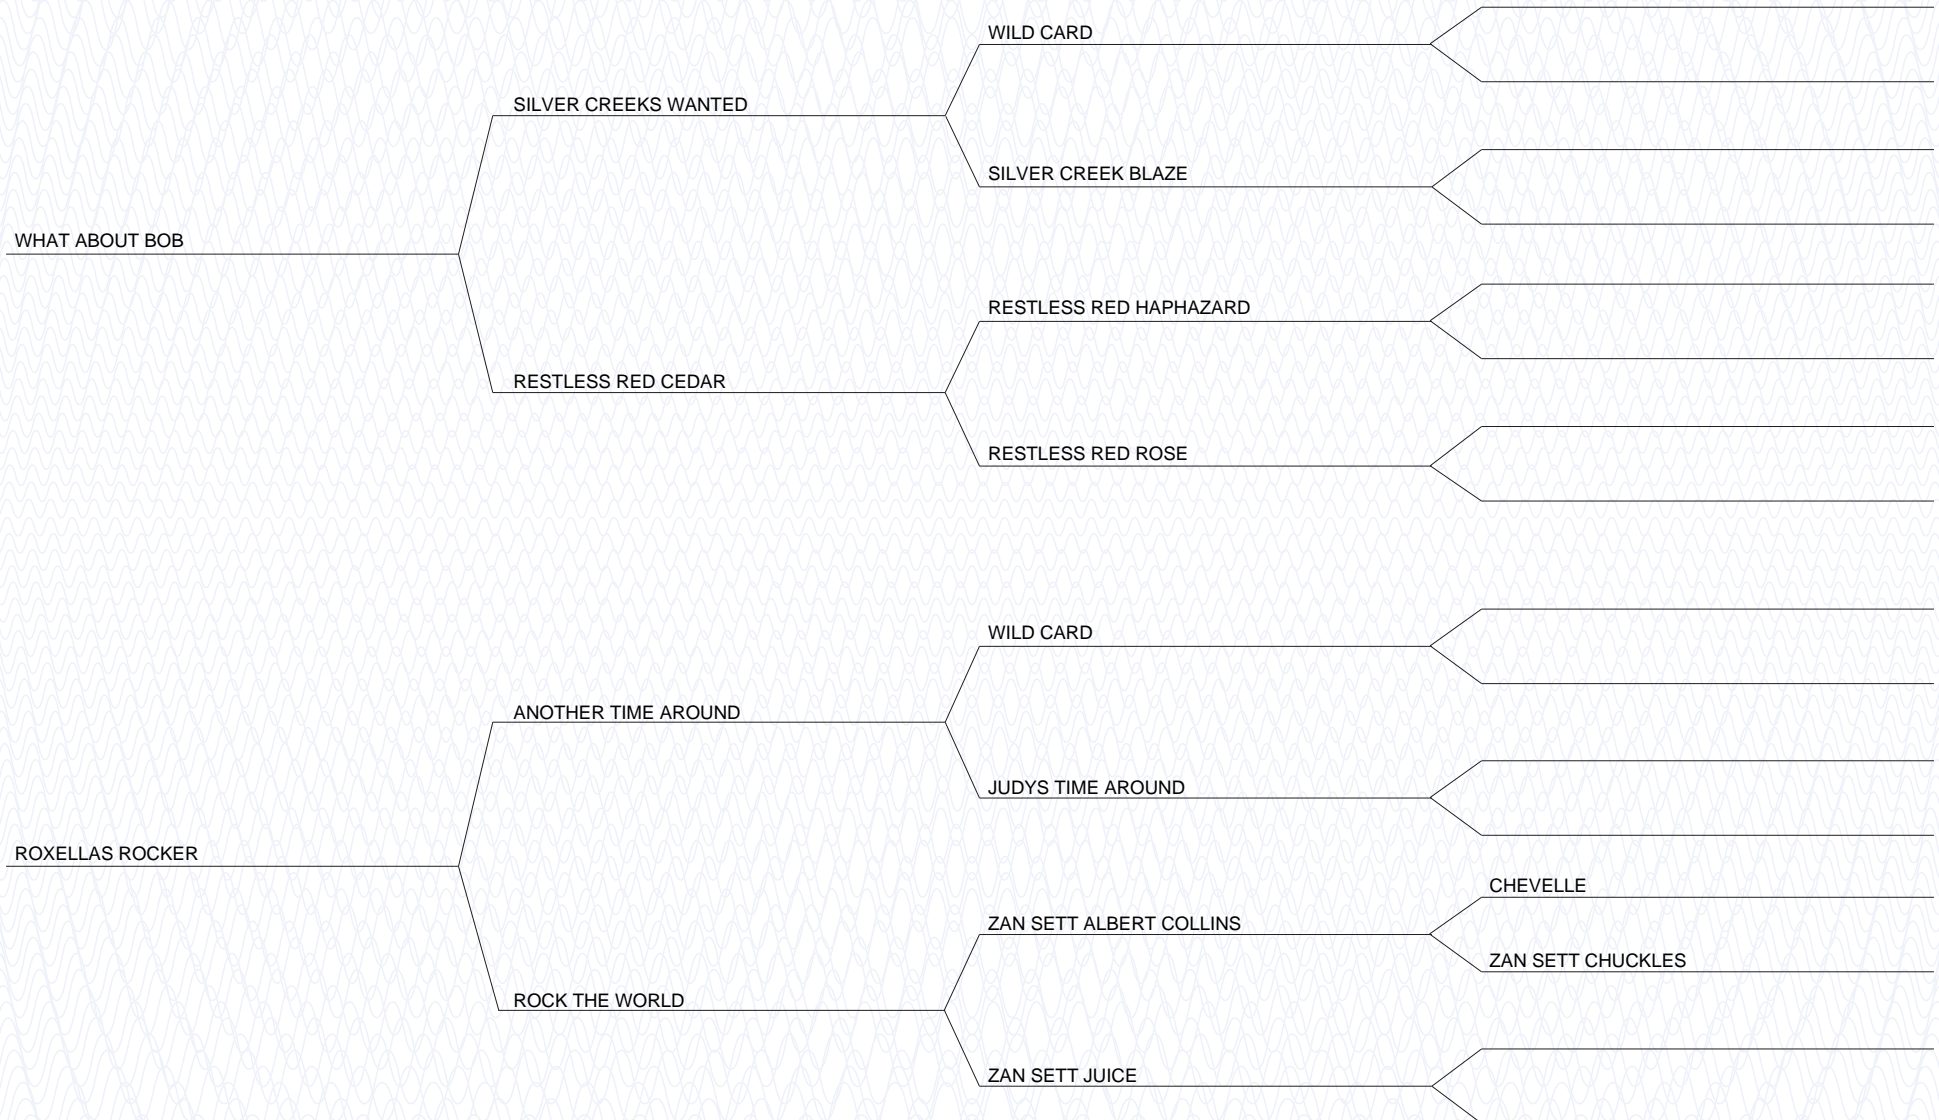 WILD CARD
SILVER CREEKS WANTED
SILVER CREEK BLAZE
WHAT ABOUT BOB
RESTLESS RED HAPHAZARD
RESTLESS RED CEDAR
RESTLESS RED ROSE
WILD CARD
ANOTHER TIME AROUND
JUDYS TIME AROUND
ROXELLAS ROCKER
CHEVELLE
ZAN SETT ALBERT COLLINS
ZAN SETT CHUCKLES
ROCK THE WORLD
ZAN SETT JUICE